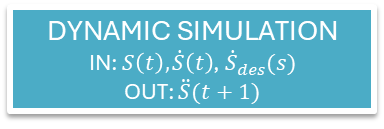 DYNAMIC SIMULATION
IN: S(t),Ṡ(t), Ṡ_des(s)
OUT: S̈(t + 1)